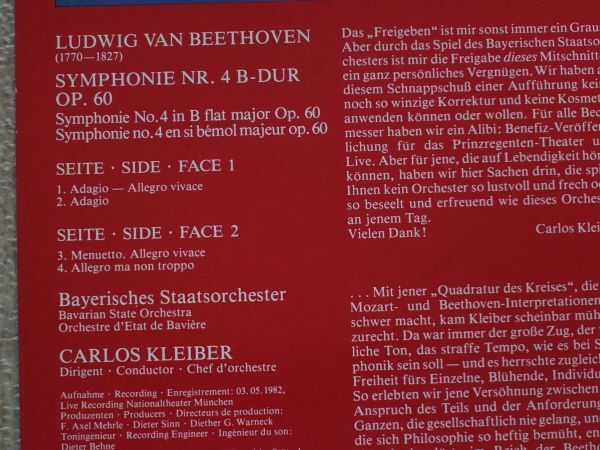 LUDWIG VAN BEETHOVEN
(1770—1827)
SYMPHONIE NR. 4 B-DUR
OP. 60
Symphonie No. 4 in B flat major Op. 60
Symphonie no. 4 en si bémol majeur op. 60
SEITE · SIDE · FACE 1
1. Adagio — Allegro vivace
2. Adagio
SEITE · SIDE · FACE 2
3. Menuetto. Allegro vivace
4. Allegro ma non troppo
Bayerisches Staatsorchester
Bavarian State Orchestra
Orchestre d'Etat de Bavière
CARLOS KLEIBER
Dirigent · Conductor · Chef d'orchestre
Aufnahme · Recording · Enregistrement: 03. 05. 1982,
Live Recording Nationaltheater München
Produzenten · Producers · Directeurs de production:
F. Axel Mehrle · Dieter Sinn · Diether G. Warneck
Toningenieur · Recording Engineer · Ingénieur du son:
Dieter Behne
Das „Freigeben" ist mir sonst immer ein Graus
Aber durch das Spiel des Bayerischen Staatso
chesters ist mir die Freigabe dieses Mitschnitt
ein ganz persönliches Vergnügen. Wir haben a
diesem Schnappschuß einer Aufführung kein
noch so winzige Korrektur und keine Kosme
anwenden können oder wollen. Für alle Bec
messer haben wir ein Alibi: Benefiz-Veröffe
lichung für das Prinzregenten-Theater u
Live. Aber für jene, die auf Lebendigkeit hör
können, haben wir hier Sachen drin, die spi
Ihnen kein Orchester so lustvoll und frech od
so beseelt und erfreuend wie dieses Orches
an jenem Tag.
Vielen Dank!
Carlos Kleib
. . . Mit jener „Quadratur des Kreises", die
Mozart- und Beethoven-Interpretationen
schwer macht, kam Kleiber scheinbar müh
zurecht. Da war immer der große Zug, der
liche Ton, das straffe Tempo, wie es bei S
phonik sein soll — und es herrschte zugleich
Freiheit fürs Einzelne, Blühende, Individu
So erlebten wir jene Versöhnung zwischen
Anspruch des Teils und der Anforderung
Ganzen, die gesellschaftlich nie gelang, und
die sich Philosophie so heftig bemüht, en